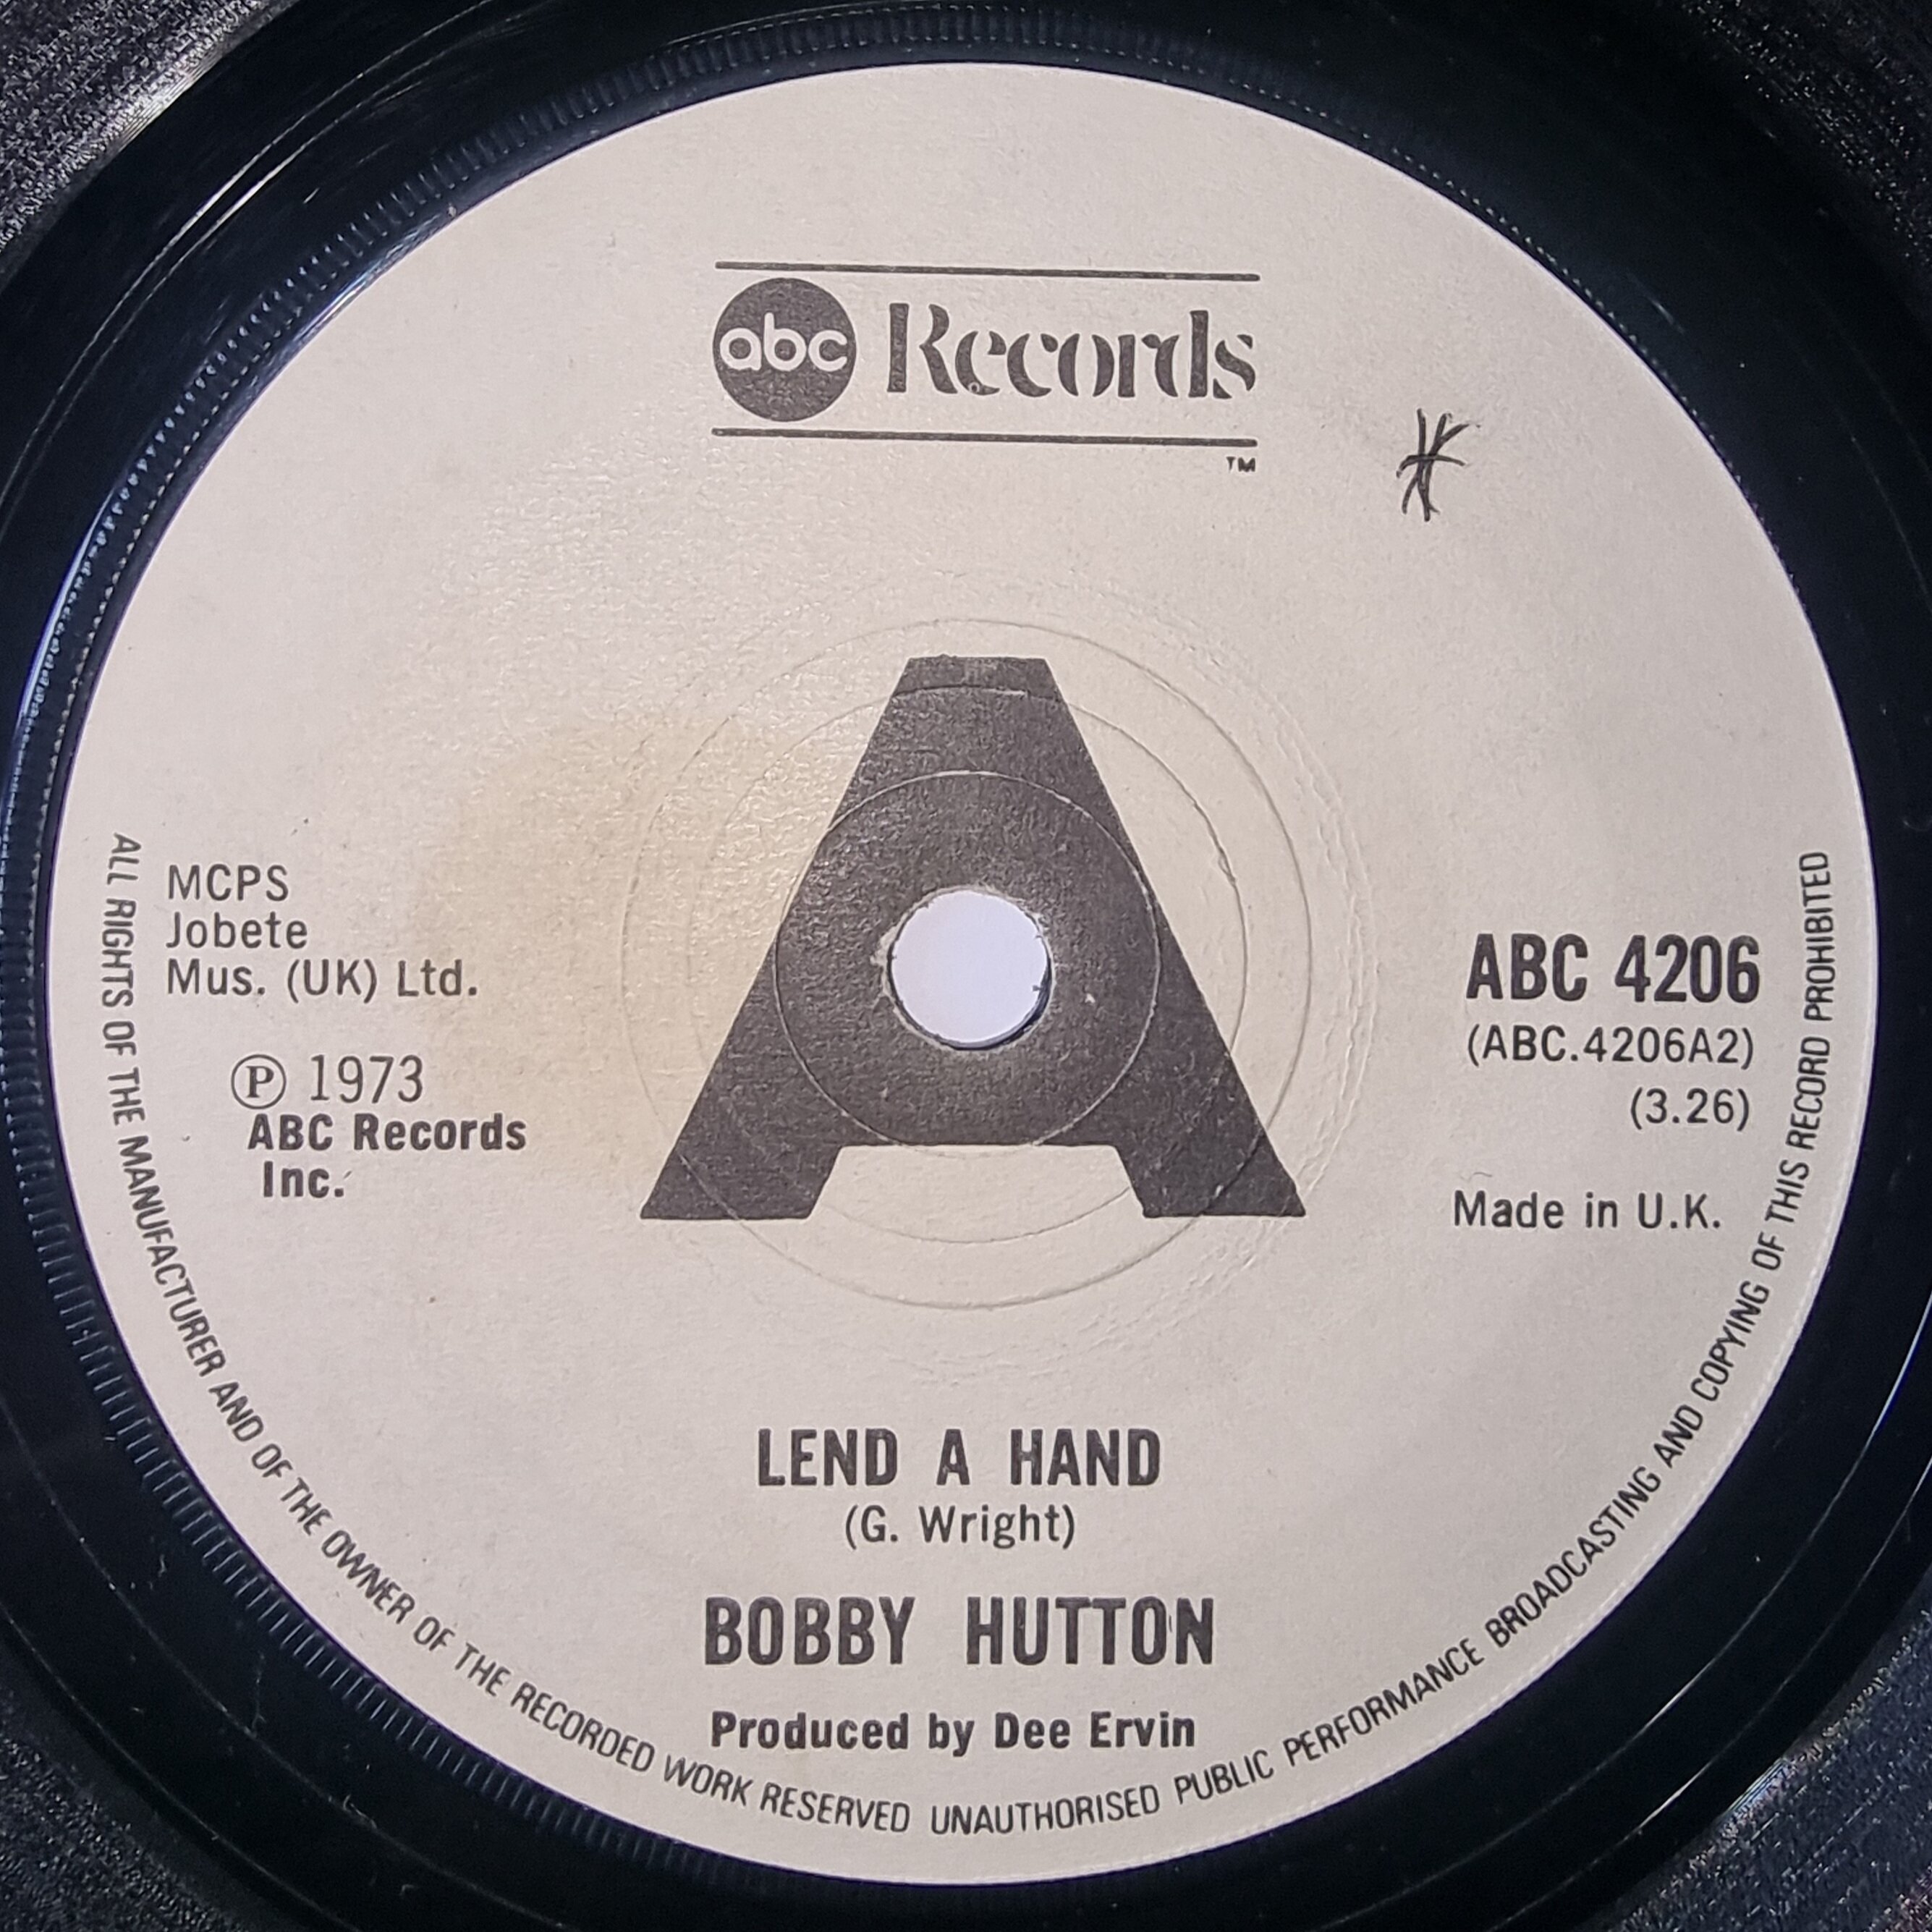 abc Records
TM
A
MCPS
Jobete
Mus. (UK) Ltd.
Ⓟ 1973
ABC Records
Inc.
ABC 4206
(ABC.4206A2)
(3.26)
Made in U.K.
LEND A HAND
(G. Wright)
BOBBY HUTTON
Produced by Dee Ervin
ALL RIGHTS OF THE MANUFACTURER AND OF THE OWNER OF THE RECORDED WORK RESERVED UNAUTHORISED PUBLIC PERFORMANCE BROADCASTING AND COPYING OF THIS RECORD PROHIBITED